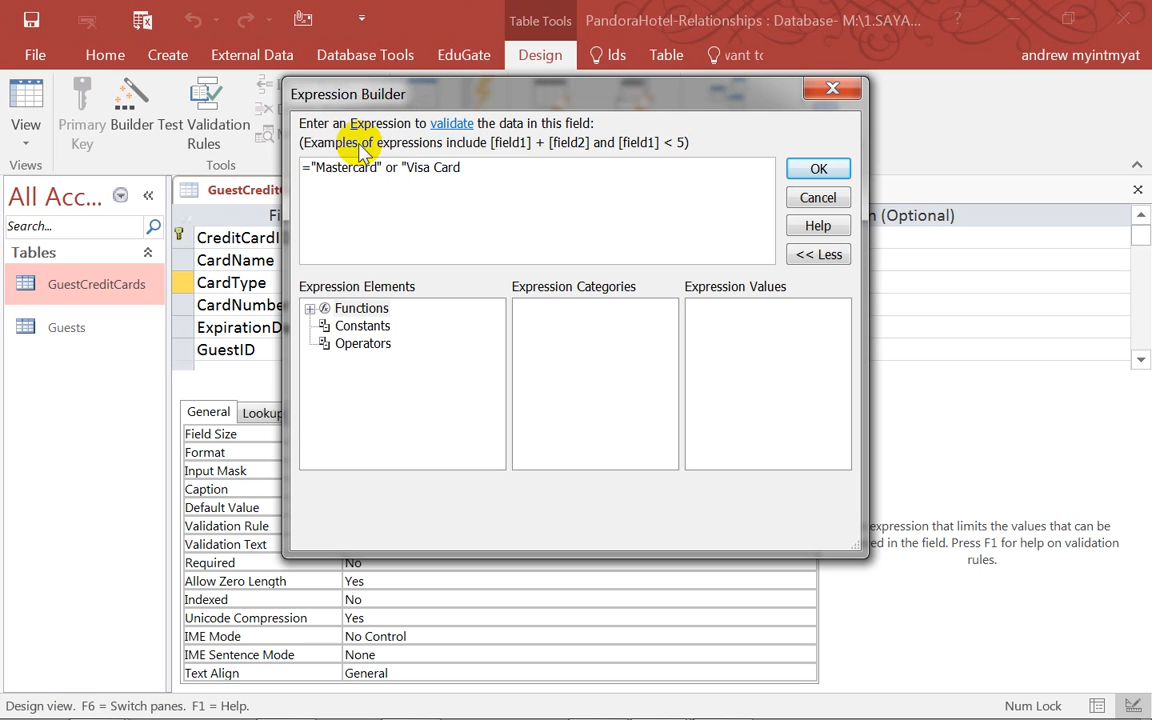 Table Tools PandoraHotel-Relationships : Database- M:\1.SAYA... ?
File Home Create External Data Database Tools EduGate Design lds Table vant to andrew myintmyat
View Primary Key Builder Test Validation Rules
Views Tools
Expression Builder
Enter an Expression to validate the data in this field:
(Examples of expressions include [field1] + [field2] and [field1] < 5)
="Mastercard" or "Visa Card
OK
Cancel
Help
<< Less
Expression Elements Expression Categories Expression Values
Functions
Constants
Operators
All Acc...
Search...
Tables
GuestCreditCards
Guests
GuestCredit
Fi
n (Optional)
CreditCardI
CardName
CardType
CardNumbe
ExpirationD
GuestID
General Lookup
Field Size
Format
Input Mask
Caption
Default Value
Validation Rule
Validation Text
Required No
Allow Zero Length Yes
Indexed No
Unicode Compression Yes
IME Mode No Control
IME Sentence Mode None
Text Align General
expression that limits the values that can be
ed in the field. Press F1 for help on validation
rules.
Design view. F6 = Switch panes. F1 = Help. Num Lock